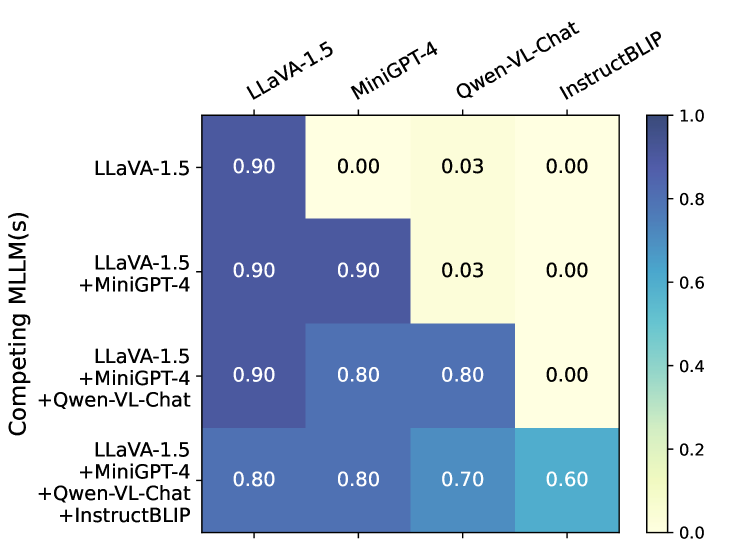 LLaVA-1.5
MiniGPT-4
Qwen-VL-Chat
InstructBLIP
Competing MLLM(s)
LLaVA-1.5
0.90 0.00 0.03 0.00
LLaVA-1.5
+MiniGPT-4
0.90 0.90 0.03 0.00
LLaVA-1.5
+MiniGPT-4
+Qwen-VL-Chat
0.90 0.80 0.80 0.00
LLaVA-1.5
+MiniGPT-4
+Qwen-VL-Chat
+InstructBLIP
0.80 0.80 0.70 0.60
1.0
0.8
0.6
0.4
0.2
0.0